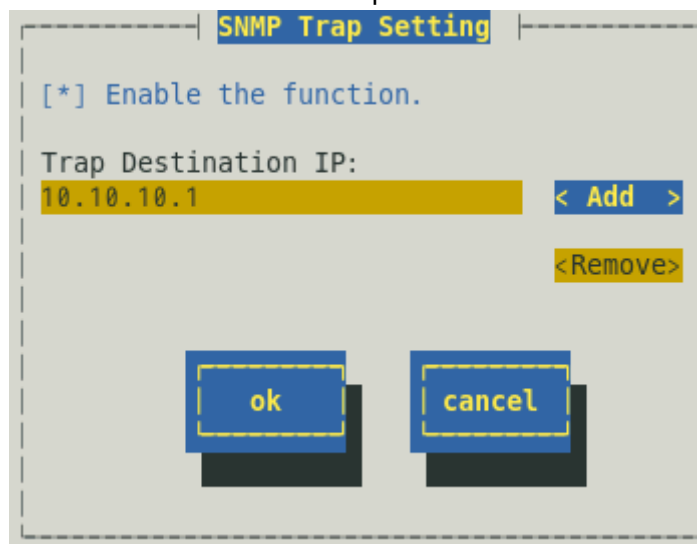 SNMP Trap Setting
[*] Enable the function.
Trap Destination IP:
10.10.10.1 < Add >
<Remove>
ok cancel